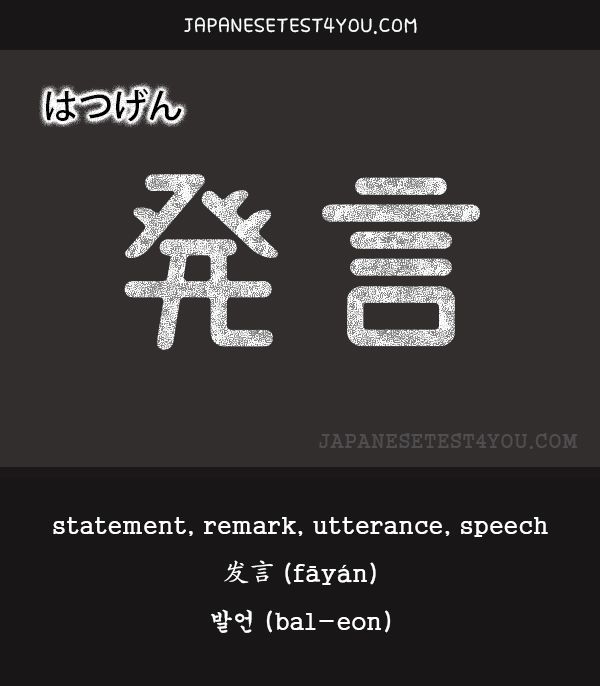 JAPANESETEST4YOU.COM
はつげん
発言
JAPANESETEST4YOU.COM
statement, remark, utterance, speech
发言 (fāyán)
발언 (bal-eon)